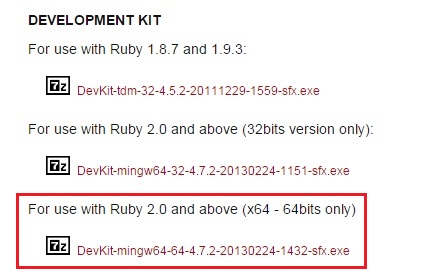 DEVELOPMENT KIT
For use with Ruby 1.8.7 and 1.9.3:
7z DevKit-tdm-32-4.5.2-20111229-1559-sfx.exe
For use with Ruby 2.0 and above (32bits version only):
7z DevKit-mingw64-32-4.7.2-20130224-1151-sfx.exe
For use with Ruby 2.0 and above (x64 - 64bits only)
7z DevKit-mingw64-64-4.7.2-20130224-1432-sfx.exe